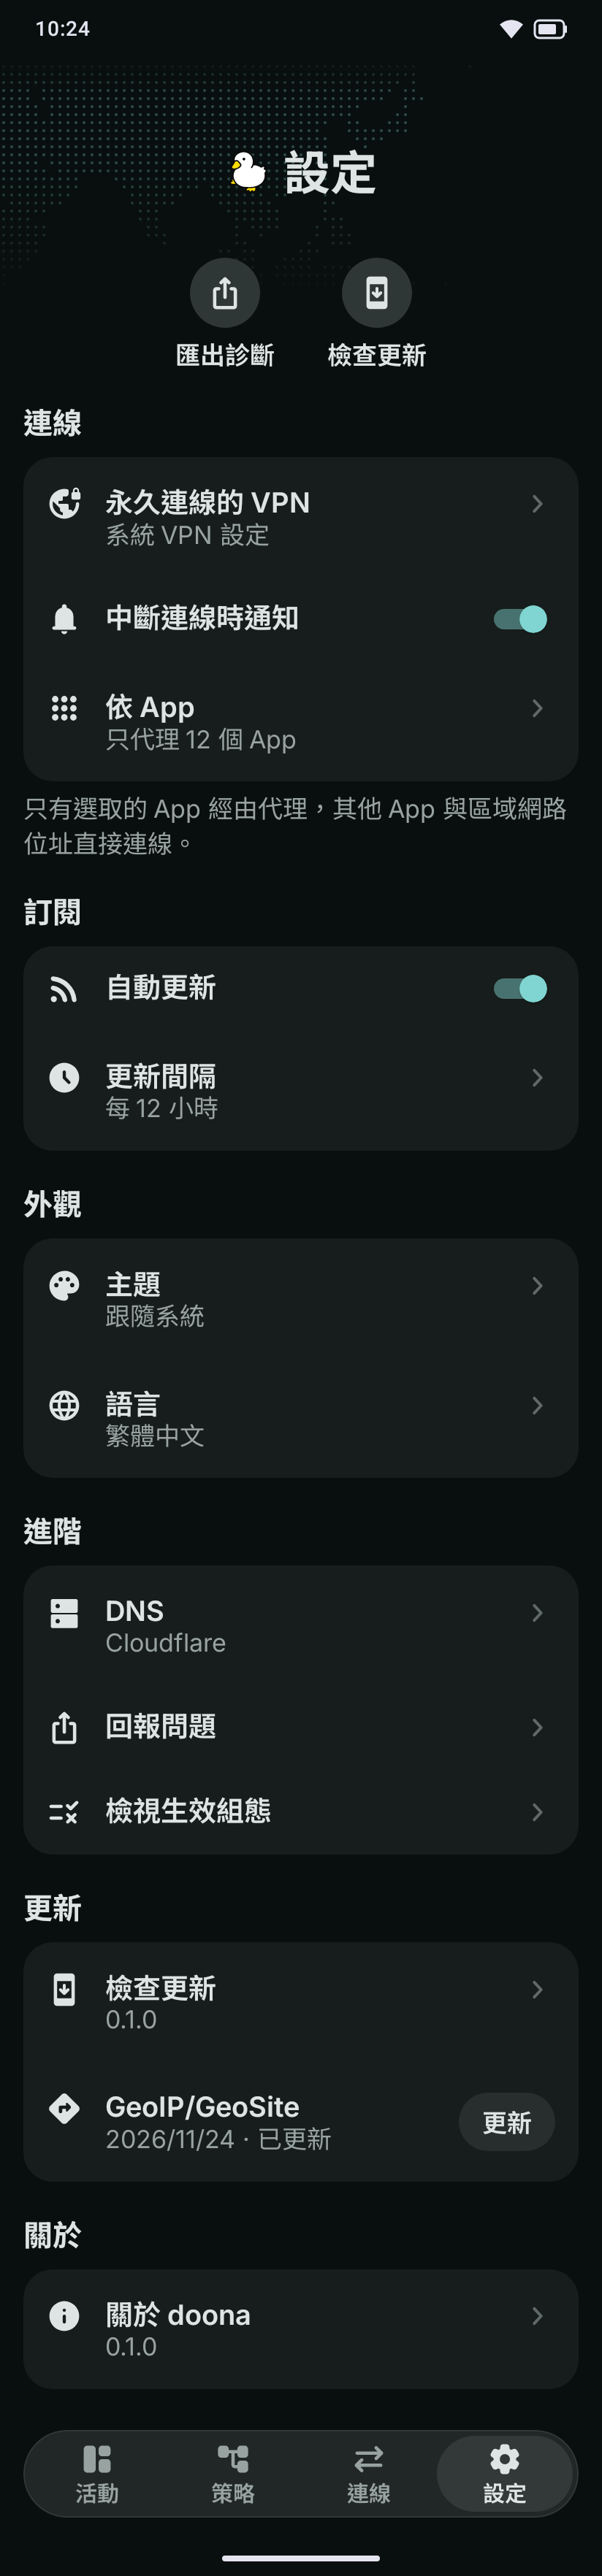 10:24
設定
匯出診斷
檢查更新
連線
永久連線的 VPN
系統 VPN 設定
中斷連線時通知
依 App
只代理 12 個 App
只有選取的 App 經由代理，其他 App 與區域網路
位址直接連線。
訂閱
自動更新
更新間隔
每 12 小時
外觀
主題
跟隨系統
語言
繁體中文
進階
DNS
Cloudflare
回報問題
檢視生效組態
更新
檢查更新
0.1.0
GeoIP/GeoSite
2026/11/24 · 已更新
更新
關於
關於 doona
0.1.0
活動
策略
連線
設定